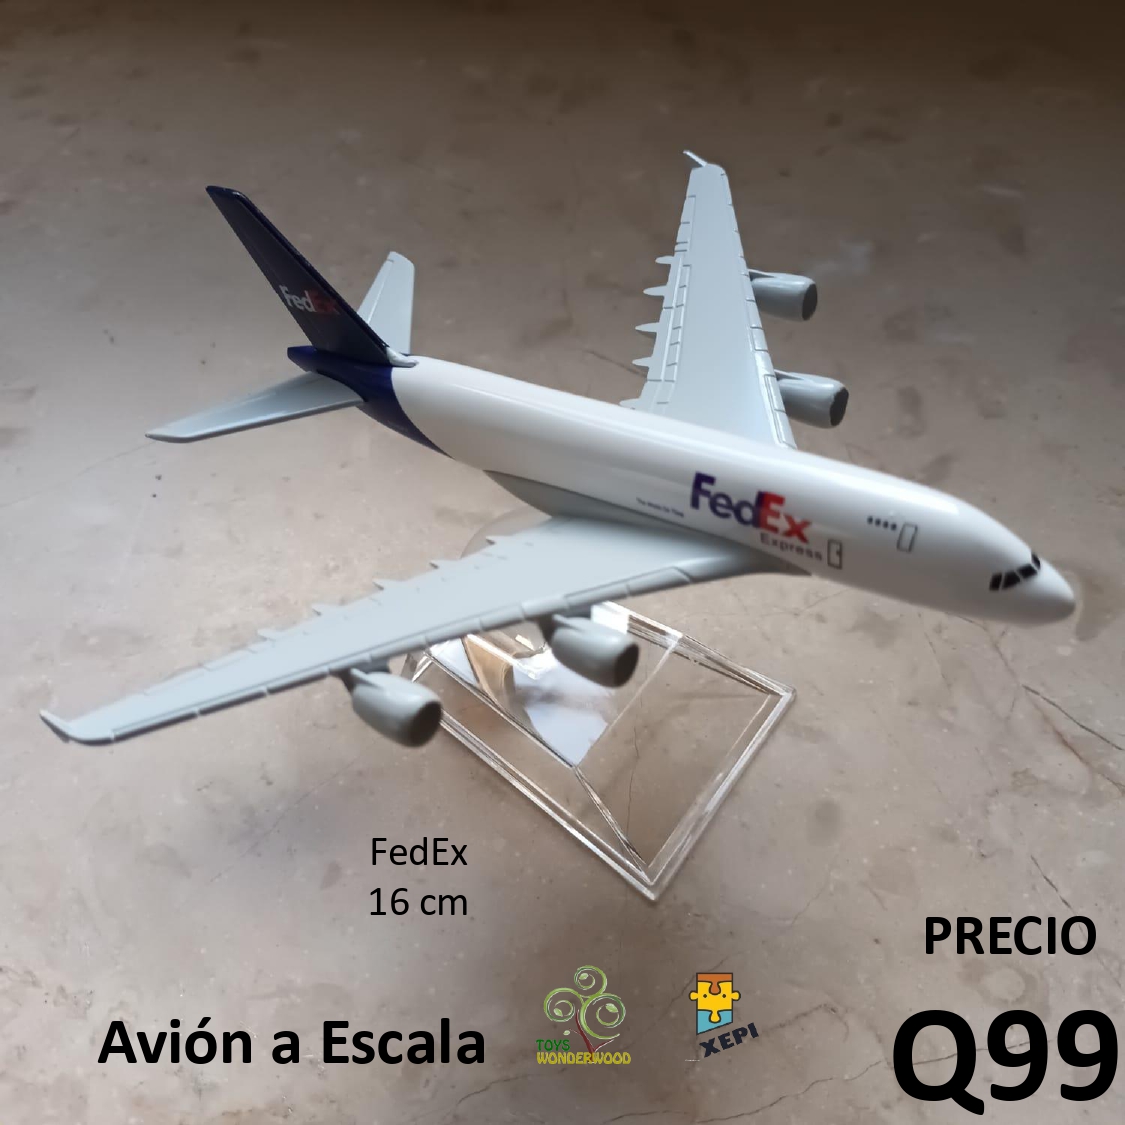 FedEx
FedEx
Express
FedEx
16 cm
PRECIO
Q99
Avión a Escala
TOYS
WONDERWOOD
XEPI